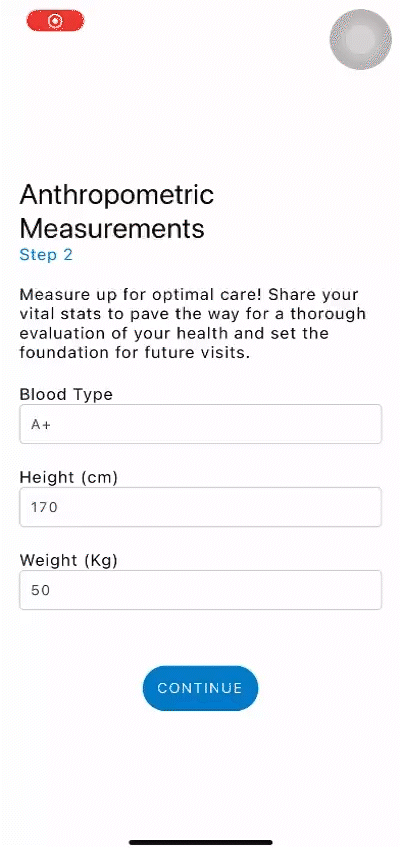 Anthropometric
Measurements
Step 2
Measure up for optimal care! Share your
vital stats to pave the way for a thorough
evaluation of your health and set the
foundation for future visits.
Blood Type
A+
Height (cm)
170
Weight (Kg)
50
CONTINUE